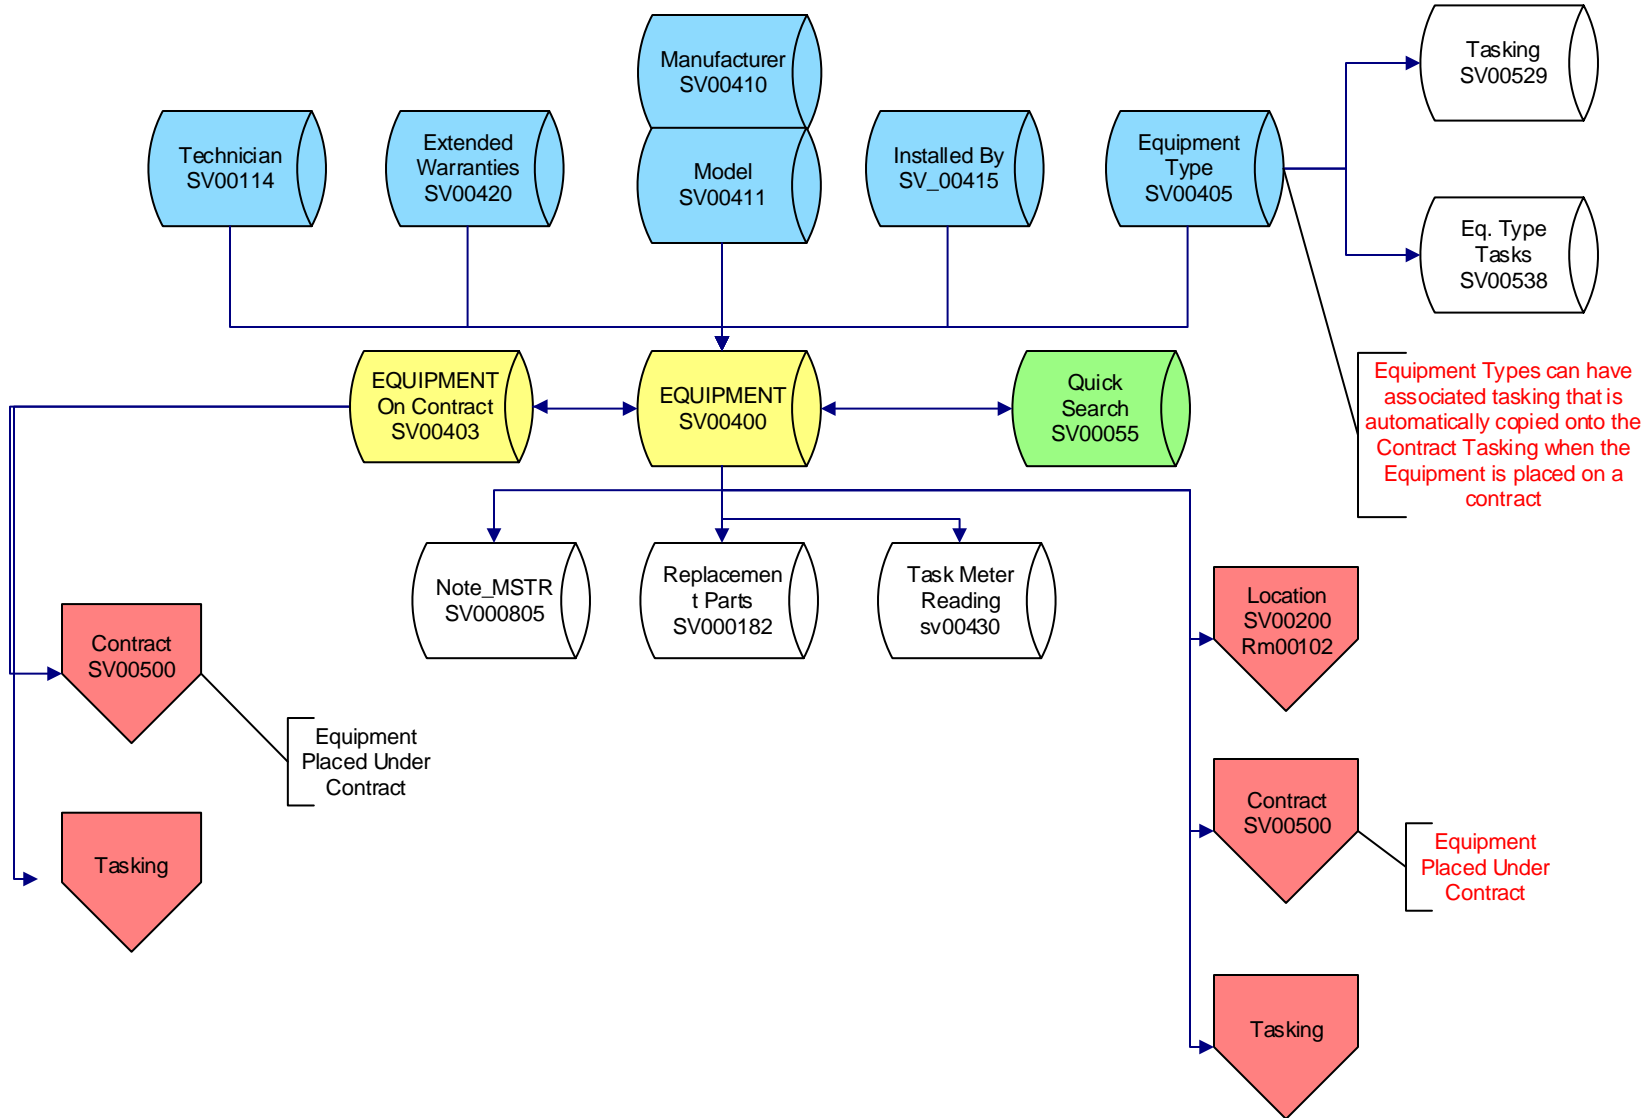 Manufacturer
SV00410
Tasking
SV00529
Technician
SV00114
Extended
Warranties
SV00420
Model
SV00411
Installed By
SV_00415
Equipment
Type
SV00405
Eq. Type
Tasks
SV00538
EQUIPMENT
On Contract
SV00403
EQUIPMENT
SV00400
Quick
Search
SV00055
Equipment Types can have
associated tasking that is
automatically copied onto the
Contract Tasking when the
Equipment is placed on a
contract
Note_MSTR
SV000805
Replacemen
t Parts
SV000182
Task Meter
Reading
sv00430
Location
SV00200
Rm00102
Contract
SV00500
Equipment
Placed Under
Contract
Contract
SV00500
Equipment
Placed Under
Contract
Tasking
Tasking